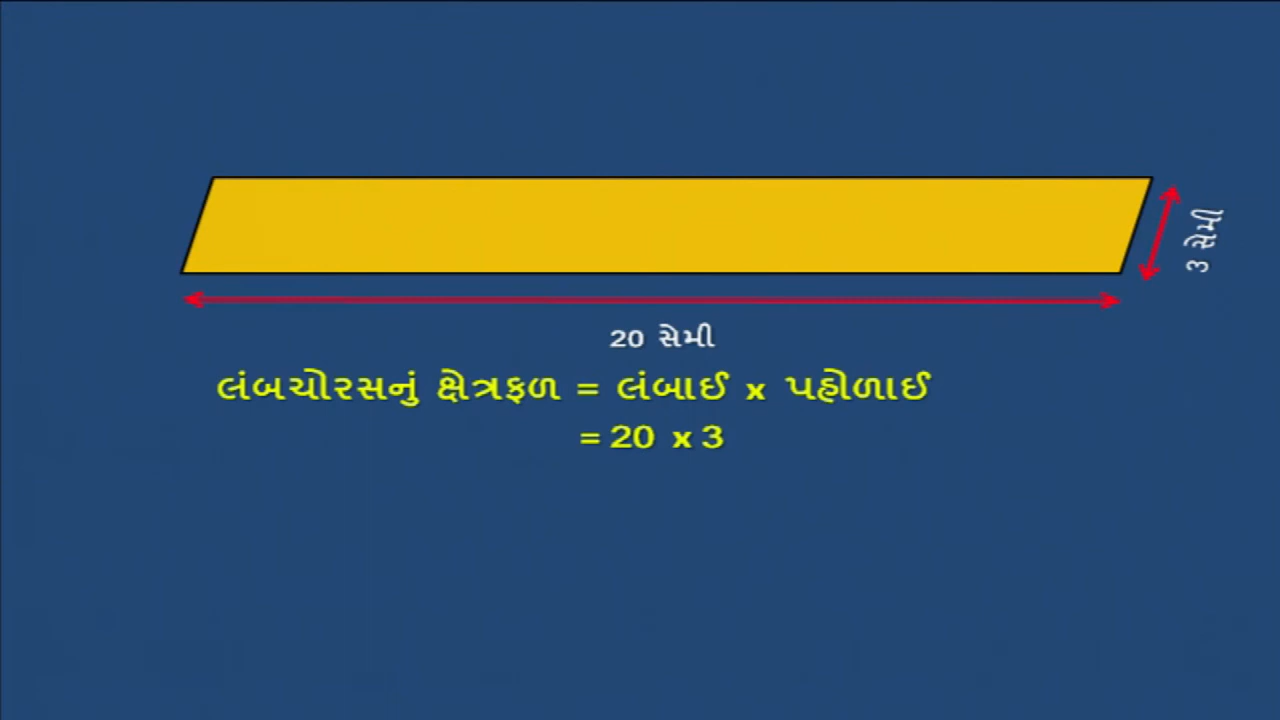 3 સેમી
20 સેમી
લંબચોરસનું ક્ષેત્રફળ = લંબાઈ x પહોળાઈ
= 20 x 3